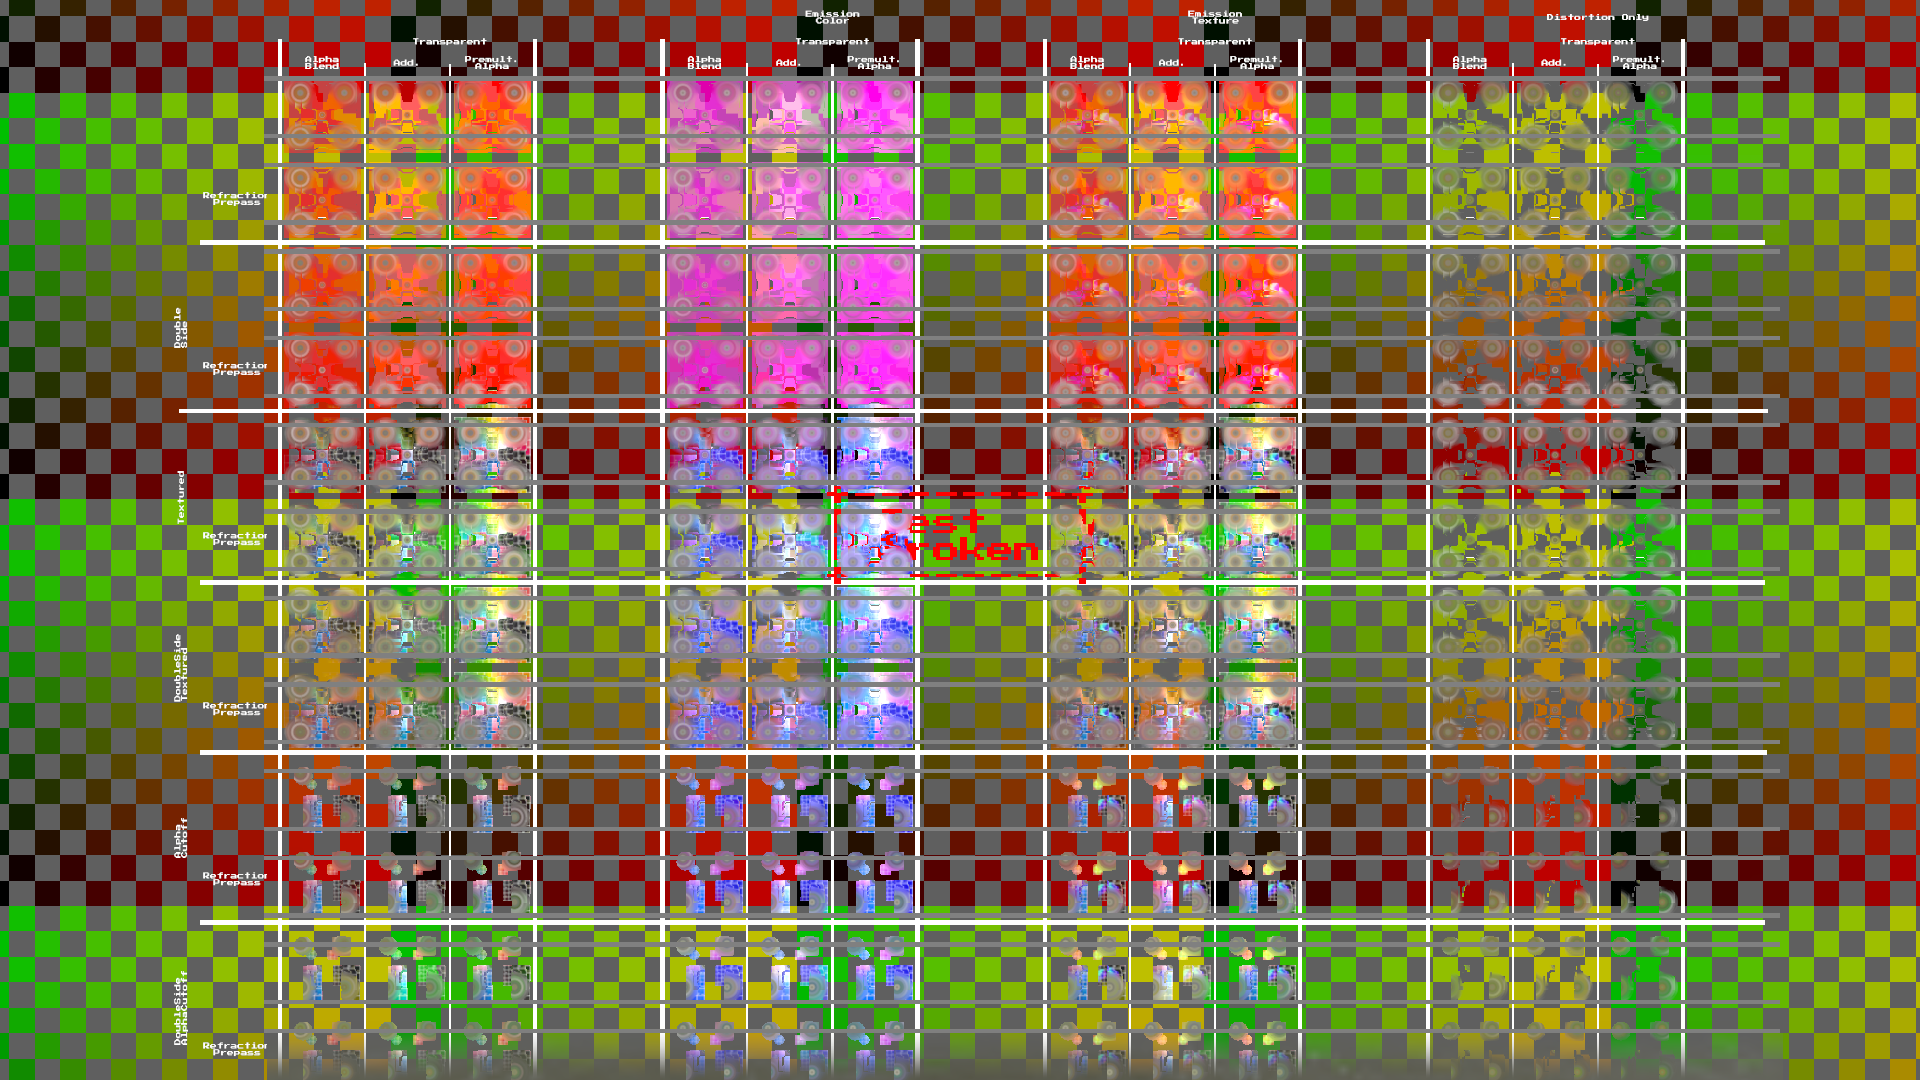 Emission
Color
Emission
Texture
Distortion Only
Transparent
Transparent
Transparent
Transparent
Alpha
Blend
Add.
Premult.
Alpha
Alpha
Blend
Add.
Premult.
Alpha
Alpha
Blend
Add.
Premult.
Alpha
Alpha
Blend
Add.
Premult.
Alpha
Refraction
Prepass
Double
Side
Refraction
Prepass
Textured
Refraction
Prepass
DoubleSide
Textured
Refraction
Prepass
Alpha
Cutoff
Refraction
Prepass
DoubleSide
AlphaCutoff
Refraction
Prepass